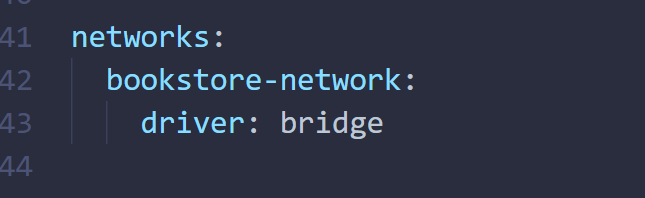 41 networks:
42 bookstore-network:
43 driver: bridge
44